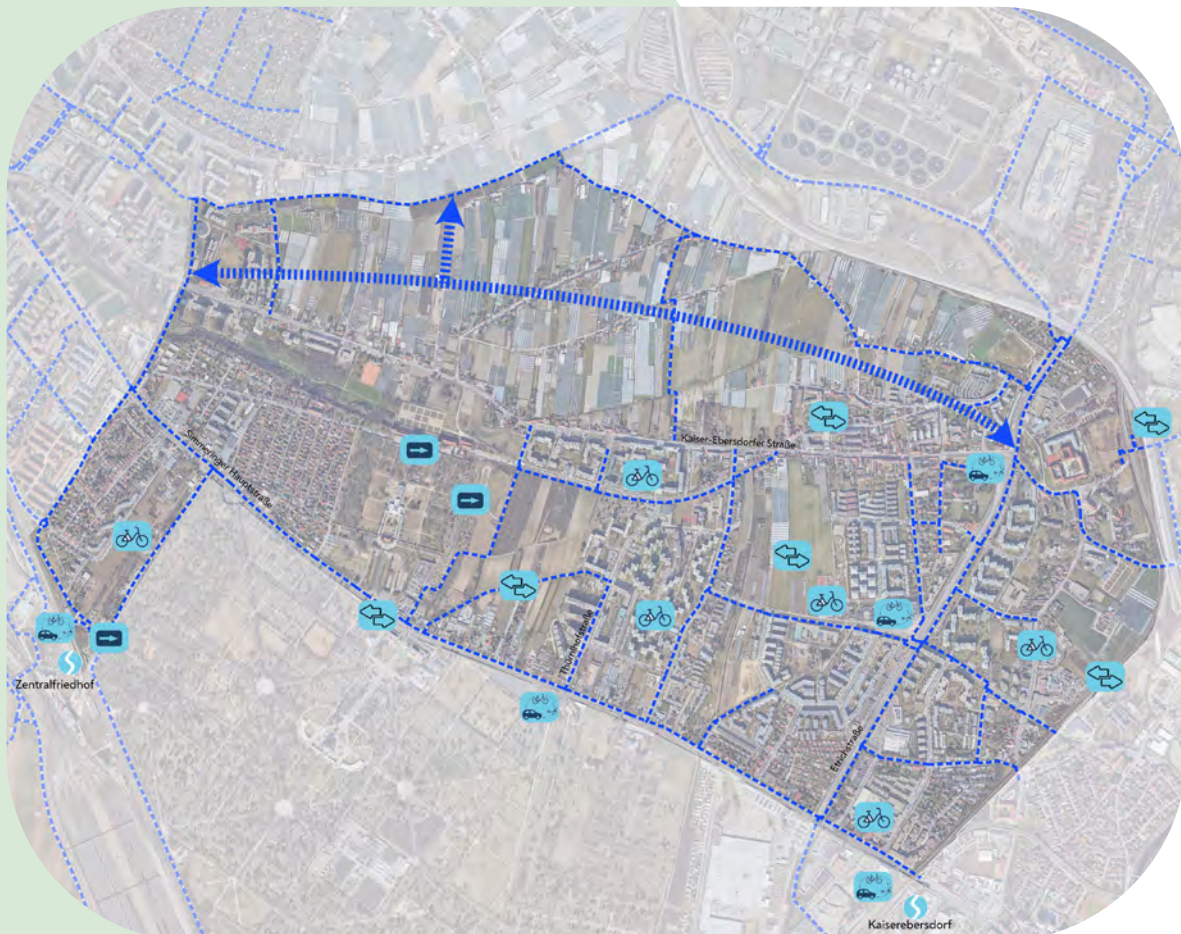 Kaiser-Ebersdorfer Straße
Simmeringer Hauptstraße
Thürnlhofstraße
Zentralfriedhof
Etrichstraße
Kaiserebersdorf